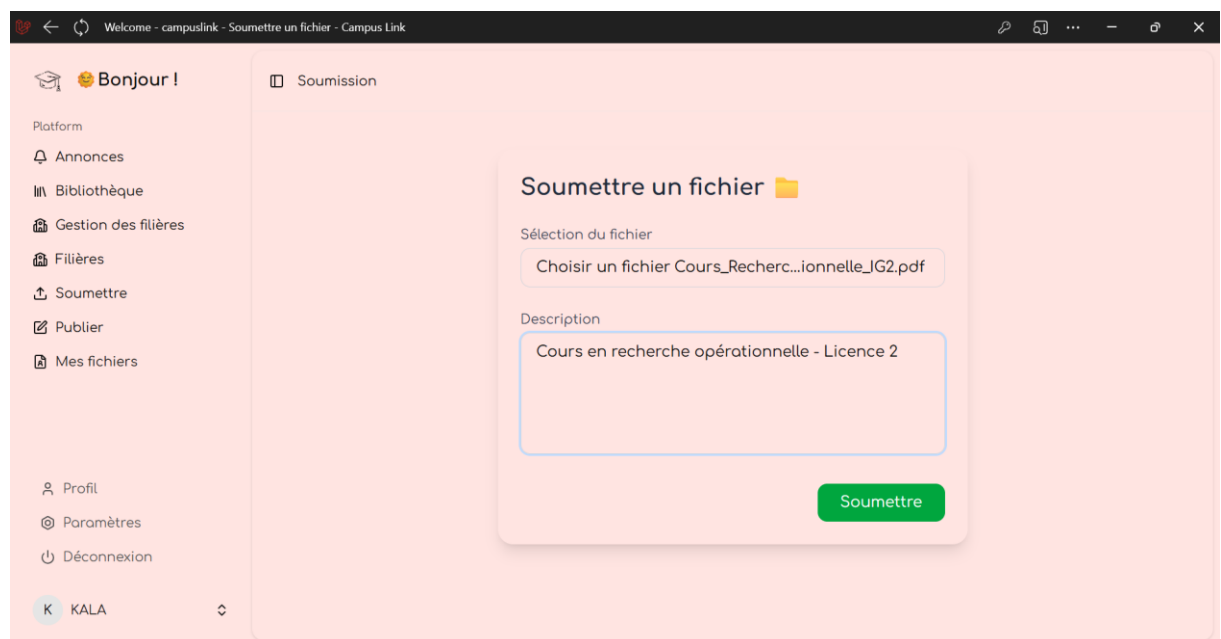 Welcome - campuslink - Soumettre un fichier - Campus Link
Bonjour !
Platform
Annonces
Bibliothèque
Gestion des filières
Filières
Soumettre
Publier
Mes fichiers
Profil
Paramètres
Déconnexion
K KALA
Soumission
Soumettre un fichier
Sélection du fichier
Choisir un fichier Cours_Recherc...ionnelle_IG2.pdf
Description
Cours en recherche opérationnelle - Licence 2
Soumettre